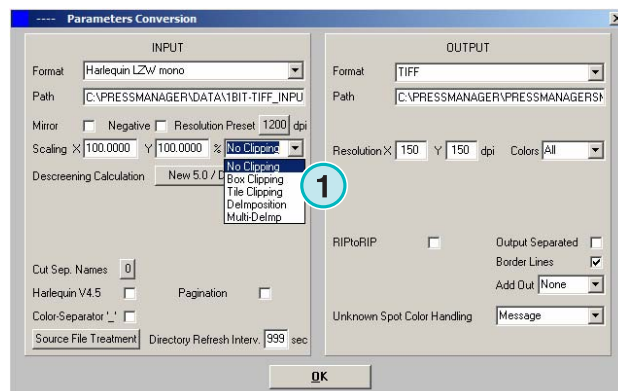 ---- Parameters Conversion
INPUT
Format Harlequin LZW mono
Path C:\PRESSMANAGER\DATA\1BIT-TIFF_INPU
Mirror Negative Resolution Preset 1200 dpi
Scaling X 100.0000 Y 100.0000 % No Clipping
No Clipping
Box Clipping
Tile Clipping
DeImposition
Multi-DeImp
1
Descreening Calculation New 5.0 / D
Cut Sep. Names 0
Harlequin V4.5 Pagination
Color-Separator '_'
Source File Treatment Directory Refresh Interv. 999 sec
OUTPUT
Format TIFF
Path C:\PRESSMANAGER\PRESSMANAGERSN
Resolution X 150 Y 150 dpi Colors All
RIPtoRIP Output Separated
Border Lines
Add Out None
Unknown Spot Color Handling Message
OK